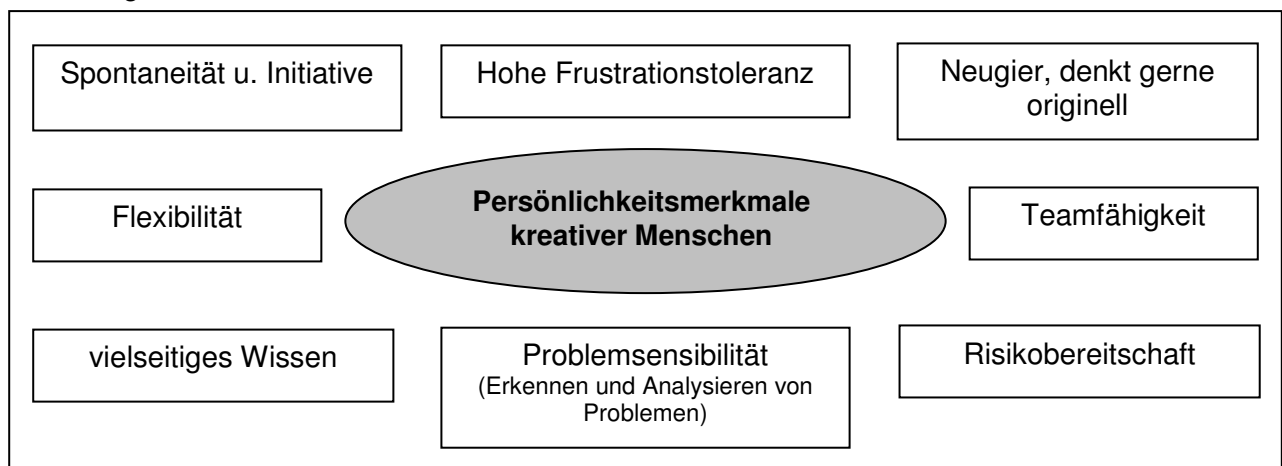 Spontaneität u. Initiative
Hohe Frustrationstoleranz
Neugier, denkt gerne
originell
Flexibilität
Persönlichkeitsmerkmale
kreativer Menschen
Teamfähigkeit
vielseitiges Wissen
Problemsensibilität
(Erkennen und Analysieren von
Problemen)
Risikobereitschaft